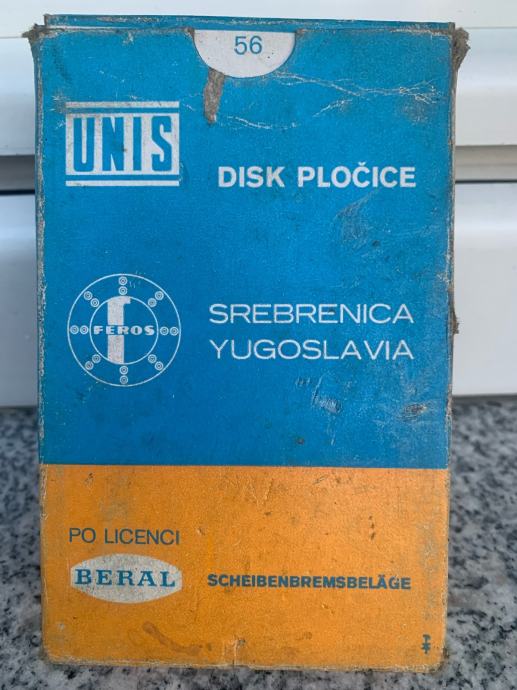 56
UNIS
DISK PLOČICE
FEROS
SREBRENICA
YUGOSLAVIA
PO LICENCI
BERAL
SCHEIBENBREMSBELÄGE